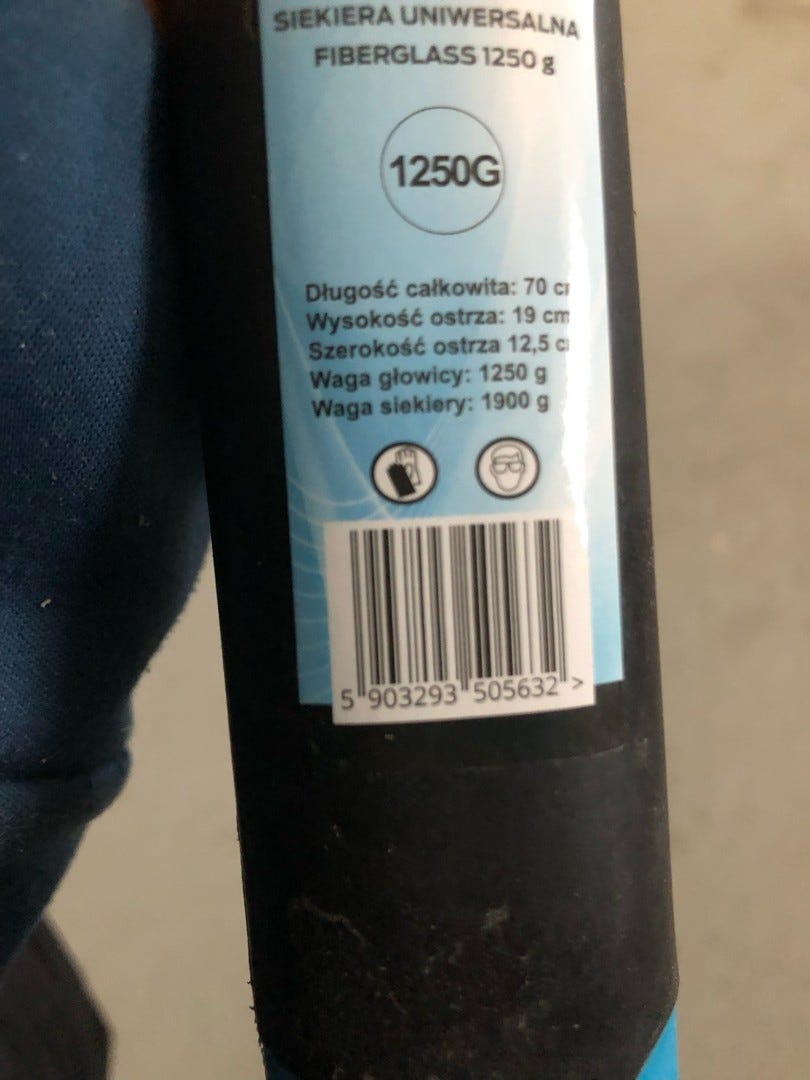 SIEKIERA UNIWERSALNA
FIBERGLASS 1250 g
1250G
Długość całkowita: 70 c
Wysokość ostrza: 19 cm
Szerokość ostrza 12,5 c
Waga głowicy: 1250 g
Waga siekiery: 1900 g
5 903293 505632 >